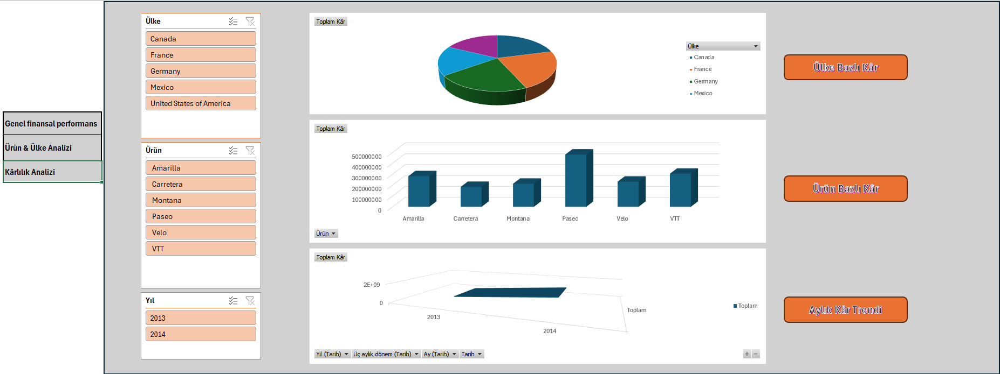 Genel finansal performans
Ürün & Ülke Analizi
Kârlılık Analizi
Ülke
Canada
France
Germany
Mexico
United States of America
Ürün
Amarilla
Carretera
Montana
Paseo
Velo
VTT
Yıl
2013
2014
Toplam Kâr
Ülke
Canada
France
Germany
Mexico
Toplam Kâr
500000000
400000000
300000000
200000000
100000000
0
Amarilla Carretera Montana Paseo Velo VTT
Ürün
Toplam Kâr
2E+09
0
2013
2014
Toplam
Toplam
Yıl (Tarih) Üç aylık dönem (Tarih) Ay (Tarih) Tarih
+ −
Ülke Bazlı Kâr
Ürün Bazlı Kâr
Aylık Kâr Trendi